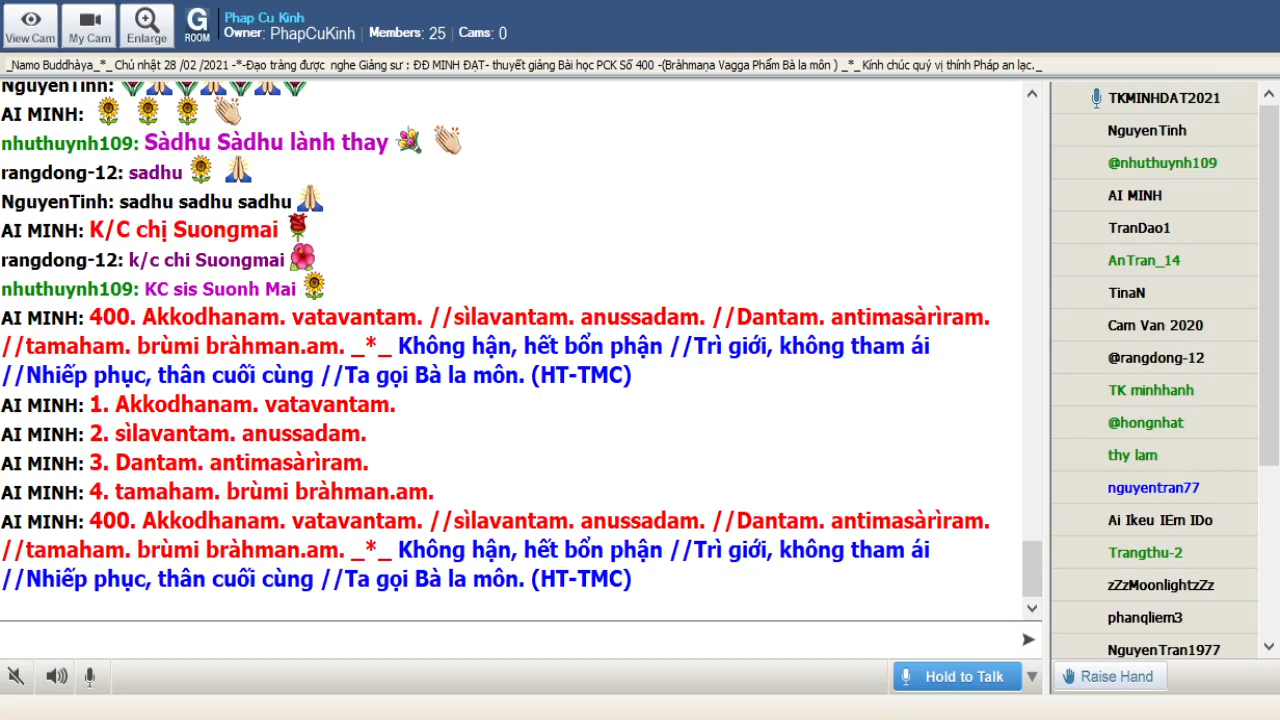 View Cam
My Cam
Enlarge
G
ROOM
Phap Cu Kinh
Owner: PhapCuKinh | Members: 25 | Cams: 0
_Namo Buddhàya_*_ Chủ nhật 28 /02 /2021 -*-Đạo tràng được nghe Giảng sư : ĐĐ MINH ĐẠT- thuyết giảng Bài học PCK Số 400 -(Bràhmaṇa Vagga Phẩm Bà la môn ) _*_ Kính chúc quý vị thính Pháp an lạc._
NguyenTinh:
AI MINH:
nhuthuynh109: Sàdhu Sàdhu lành thay
rangdong-12: sadhu
NguyenTinh: sadhu sadhu sadhu
AI MINH: K/C chị Suongmai
rangdong-12: k/c chi Suongmai
nhuthuynh109: KC sis Suonh Mai
AI MINH: 400. Akkodhanam. vatavantam. //sìlavantam. anussadam. //Dantam. antimasàrìram.
//tamaham. brùmi bràhman.am. _*_ Không hận, hết bổn phận //Trì giới, không tham ái
//Nhiếp phục, thân cuối cùng //Ta gọi Bà la môn. (HT-TMC)
AI MINH: 1. Akkodhanam. vatavantam.
AI MINH: 2. sìlavantam. anussadam.
AI MINH: 3. Dantam. antimasàrìram.
AI MINH: 4. tamaham. brùmi bràhman.am.
AI MINH: 400. Akkodhanam. vatavantam. //sìlavantam. anussadam. //Dantam. antimasàrìram.
//tamaham. brùmi bràhman.am. _*_ Không hận, hết bổn phận //Trì giới, không tham ái
//Nhiếp phục, thân cuối cùng //Ta gọi Bà la môn. (HT-TMC)
Hold to Talk
TKMINHDAT2021
NguyenTinh
@nhuthuynh109
AI MINH
TranDao1
AnTran_14
TinaN
Cam Van 2020
@rangdong-12
TK minhhanh
@hongnhat
thy lam
nguyentran77
Ai Ikeu IEm IDo
Trangthu-2
zZzMoonlightzZz
phanqliem3
NguyenTran1977
Raise Hand